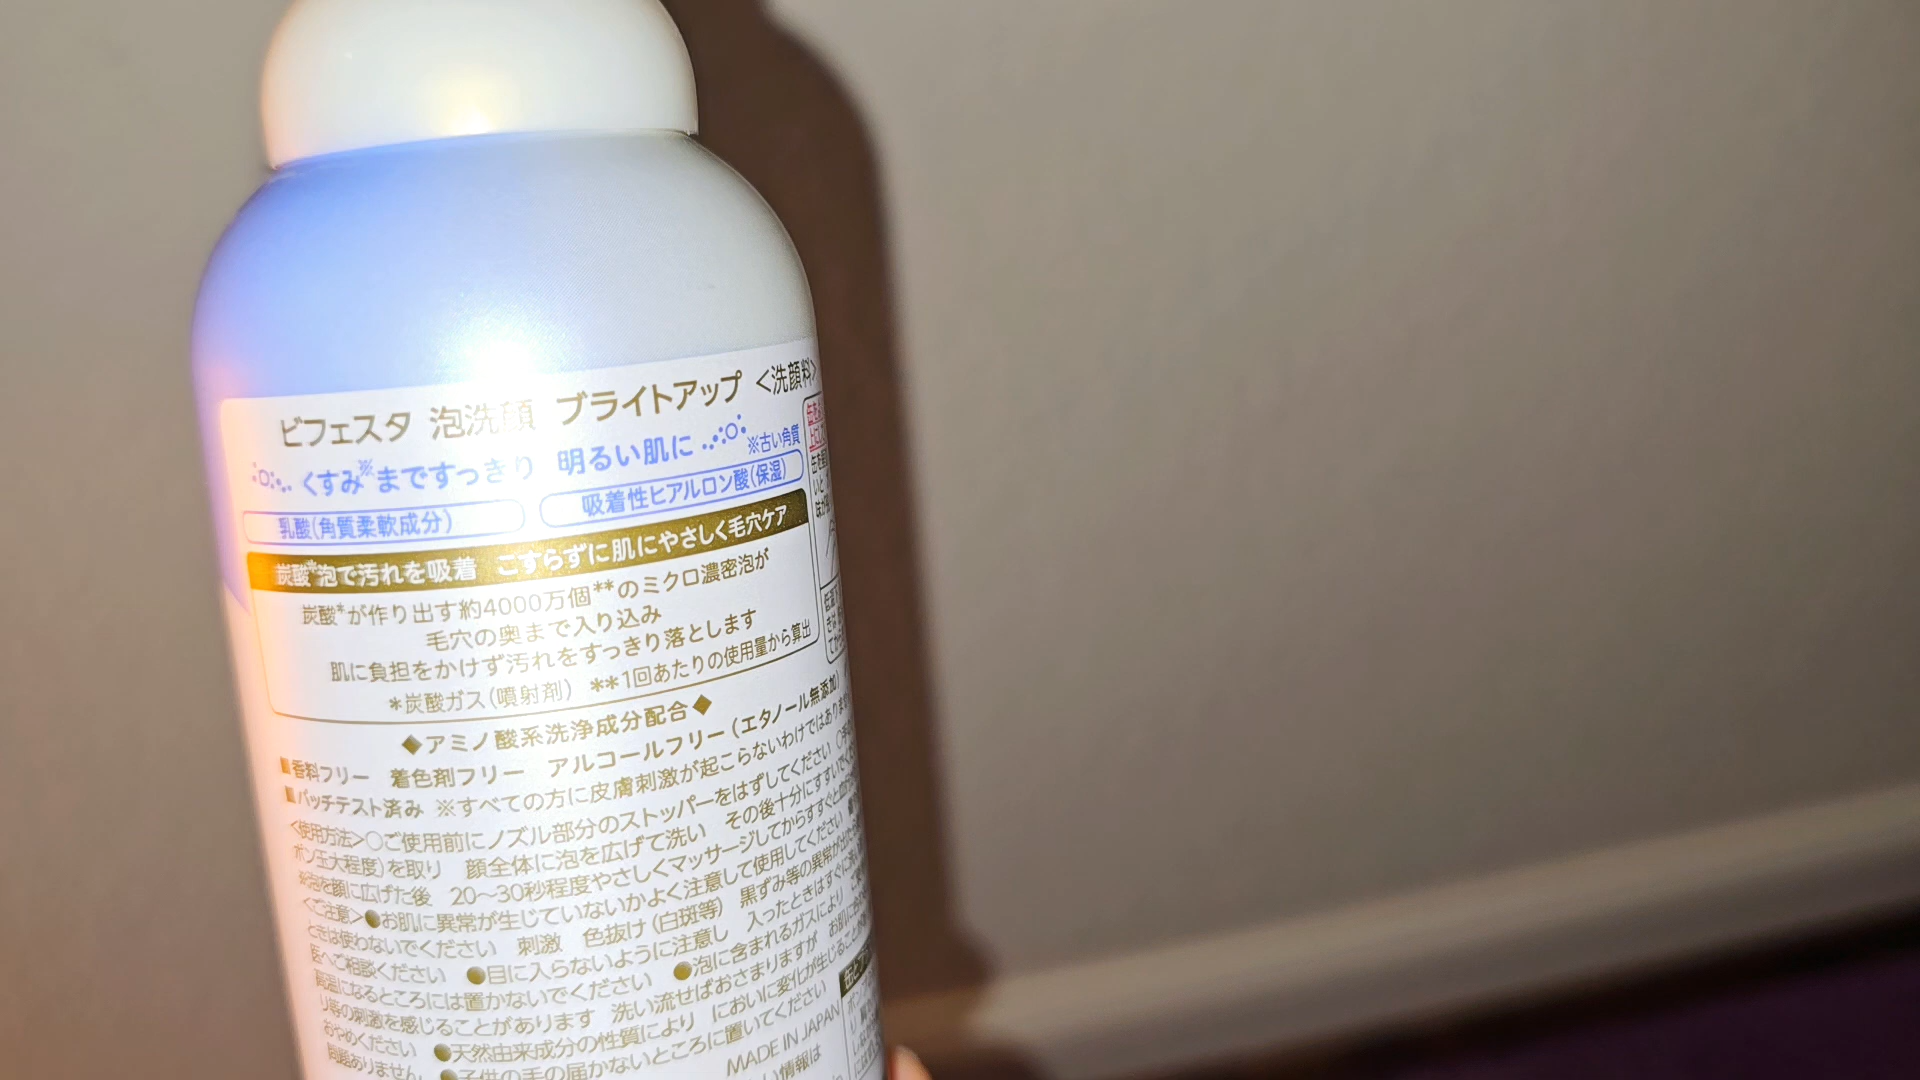 ビフェスタ 泡洗顔 ブライトアップ <洗顔料>
くすみ※まですっきり 明るい肌に ※古い角質
乳酸(角質柔軟成分) 吸着性ヒアルロン酸(保湿)
炭酸*泡で汚れを吸着 こすらずに肌にやさしく毛穴ケア
炭酸*が作り出す約4000万個**のミクロ濃密泡が
毛穴の奥まで入り込み
肌に負担をかけず汚れをすっきり落とします
*炭酸ガス(噴射剤) **1回あたりの使用量から算出
◆アミノ酸系洗浄成分配合◆
■香料フリー 着色剤フリー アルコールフリー(エタノール無添加)
■パッチテスト済み ※すべての方に皮膚刺激が起こらないわけではありませ
<使用方法>○ご使用前にノズル部分のストッパーをはずしてください
ポン玉大程度)を取り 顔全体に泡を広げて洗い その後十分にすすいで
※泡を顔に広げた後 20～30秒程度やさしくマッサージしてからすすぐと
<ご注意>●お肌に異常が生じていないかよく注意して使用してください
ときは使わないでください 刺激 色抜け(白斑等) 黒ずみ等の異常が
医へご相談ください ●目に入らないように注意し 入ったときはすぐに
高温になるところには置かないでください ●泡に含まれるガスにより
り等の刺激を感じることがあります 洗い流せばおさまりますが
おやめください ●天然由来成分の性質により においに変化が生じること
問題ありません ●子供の手の届かないところに置いてください
MADE IN JAPAN
情報は